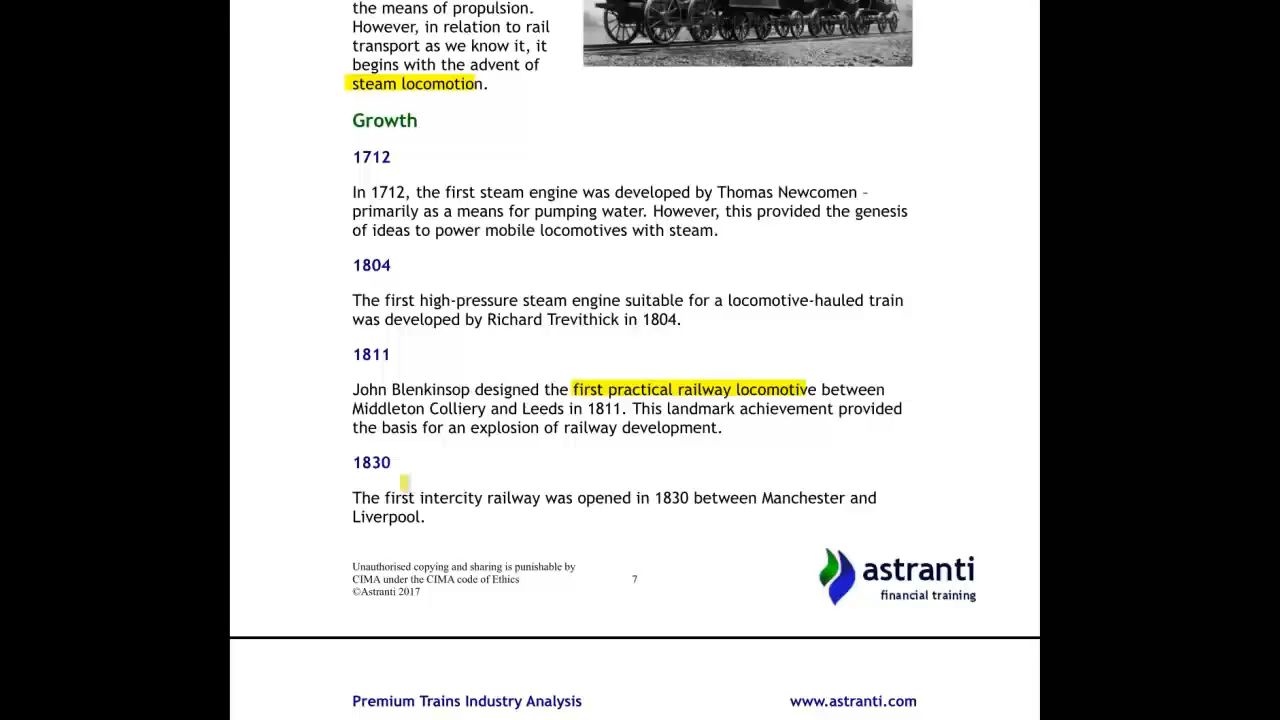 the means of propulsion.
However, in relation to rail
transport as we know it, it
begins with the advent of
steam locomotion.
Growth
1712
In 1712, the first steam engine was developed by Thomas Newcomen –
primarily as a means for pumping water. However, this provided the genesis
of ideas to power mobile locomotives with steam.
1804
The first high-pressure steam engine suitable for a locomotive-hauled train
was developed by Richard Trevithick in 1804.
1811
John Blenkinsop designed the first practical railway locomotive between
Middleton Colliery and Leeds in 1811. This landmark achievement provided
the basis for an explosion of railway development.
1830
The first intercity railway was opened in 1830 between Manchester and
Liverpool.
Unauthorised copying and sharing is punishable by
CIMA under the CIMA code of Ethics
©Astranti 2017
7
astranti
financial training
Premium Trains Industry Analysis
www.astranti.com